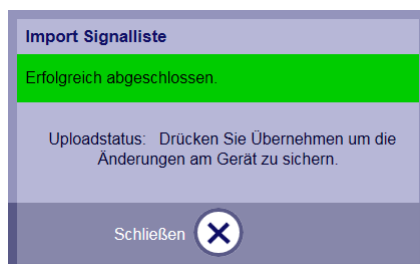 Import Signalliste
Erfolgreich abgeschlossen.
Uploadstatus: Drücken Sie Übernehmen um die
Änderungen am Gerät zu sichern.
Schließen